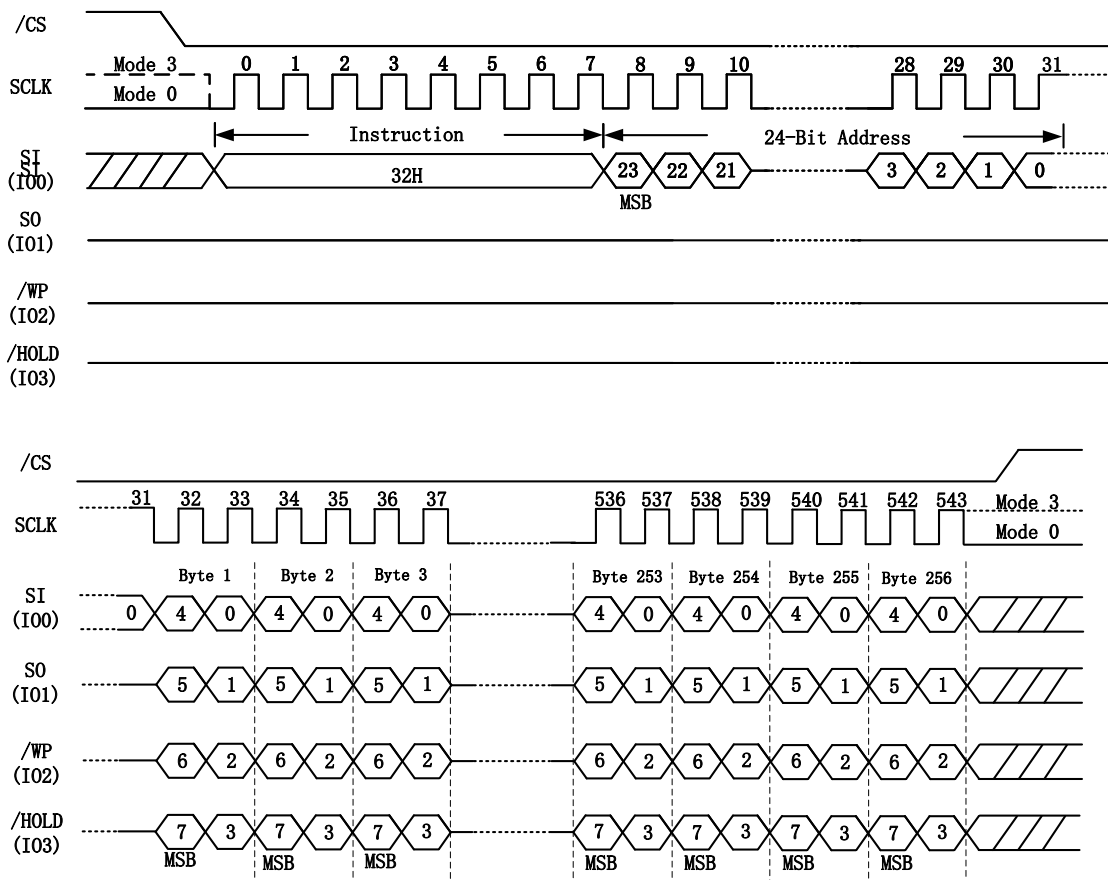 /CS
Mode 3 0 1 2 3 4 5 6 7 8 9 10 28 29 30 31
SCLK
Mode 0
Instruction 24-Bit Address
SI
SI
(IO0) 32H 23 22 21 3 2 1 0
MSB
SO
(IO1)
/WP
(IO2)
/HOLD
(IO3)
/CS
31 32 33 34 35 36 37 536 537 538 539 540 541 542 543 Mode 3
SCLK Mode 0
Byte 1 Byte 2 Byte 3 Byte 253 Byte 254 Byte 255 Byte 256
SI
(IO0) 0 4 0 4 0 4 0 4 0 4 0 4 0 4 0
SO
(IO1) 5 1 5 1 5 1 5 1 5 1 5 1 5 1
/WP
(IO2) 6 2 6 2 6 2 6 2 6 2 6 2 6 2
/HOLD
(IO3) 7 3 7 3 7 3 7 3 7 3 7 3 7 3
MSB MSB MSB MSB MSB MSB MSB